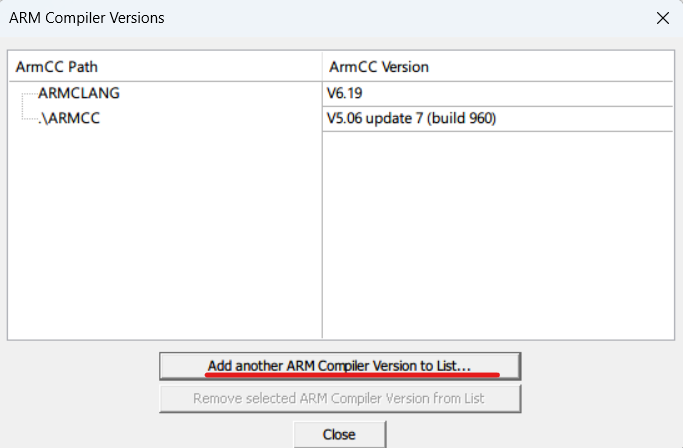 ARM Compiler Versions
ArmCC Path ArmCC Version
ARMCLANG V6.19
.\ARMCC V5.06 update 7 (build 960)
Add another ARM Compiler Version to List...
Remove selected ARM Compiler Version from List
Close